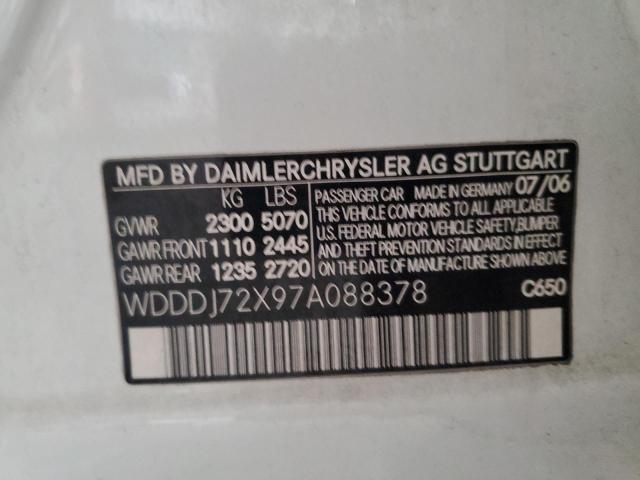 MFD BY DAIMLERCHRYSLER AG STUTTGART
KG LBS
GVWR 2300 5070
GAWR FRONT 1110 2445
GAWR REAR 1235 2720
PASSENGER CAR MADE IN GERMANY 07/06
THIS VEHICLE CONFORMS TO ALL APPLICABLE
U.S. FEDERAL MOTOR VEHICLE SAFETY,BUMPER
AND THEFT PREVENTION STANDARDS IN EFFECT
ON THE DATE OF MANUFACTURE SHOWN ABOVE
WDDDJ72X97A088378 C650